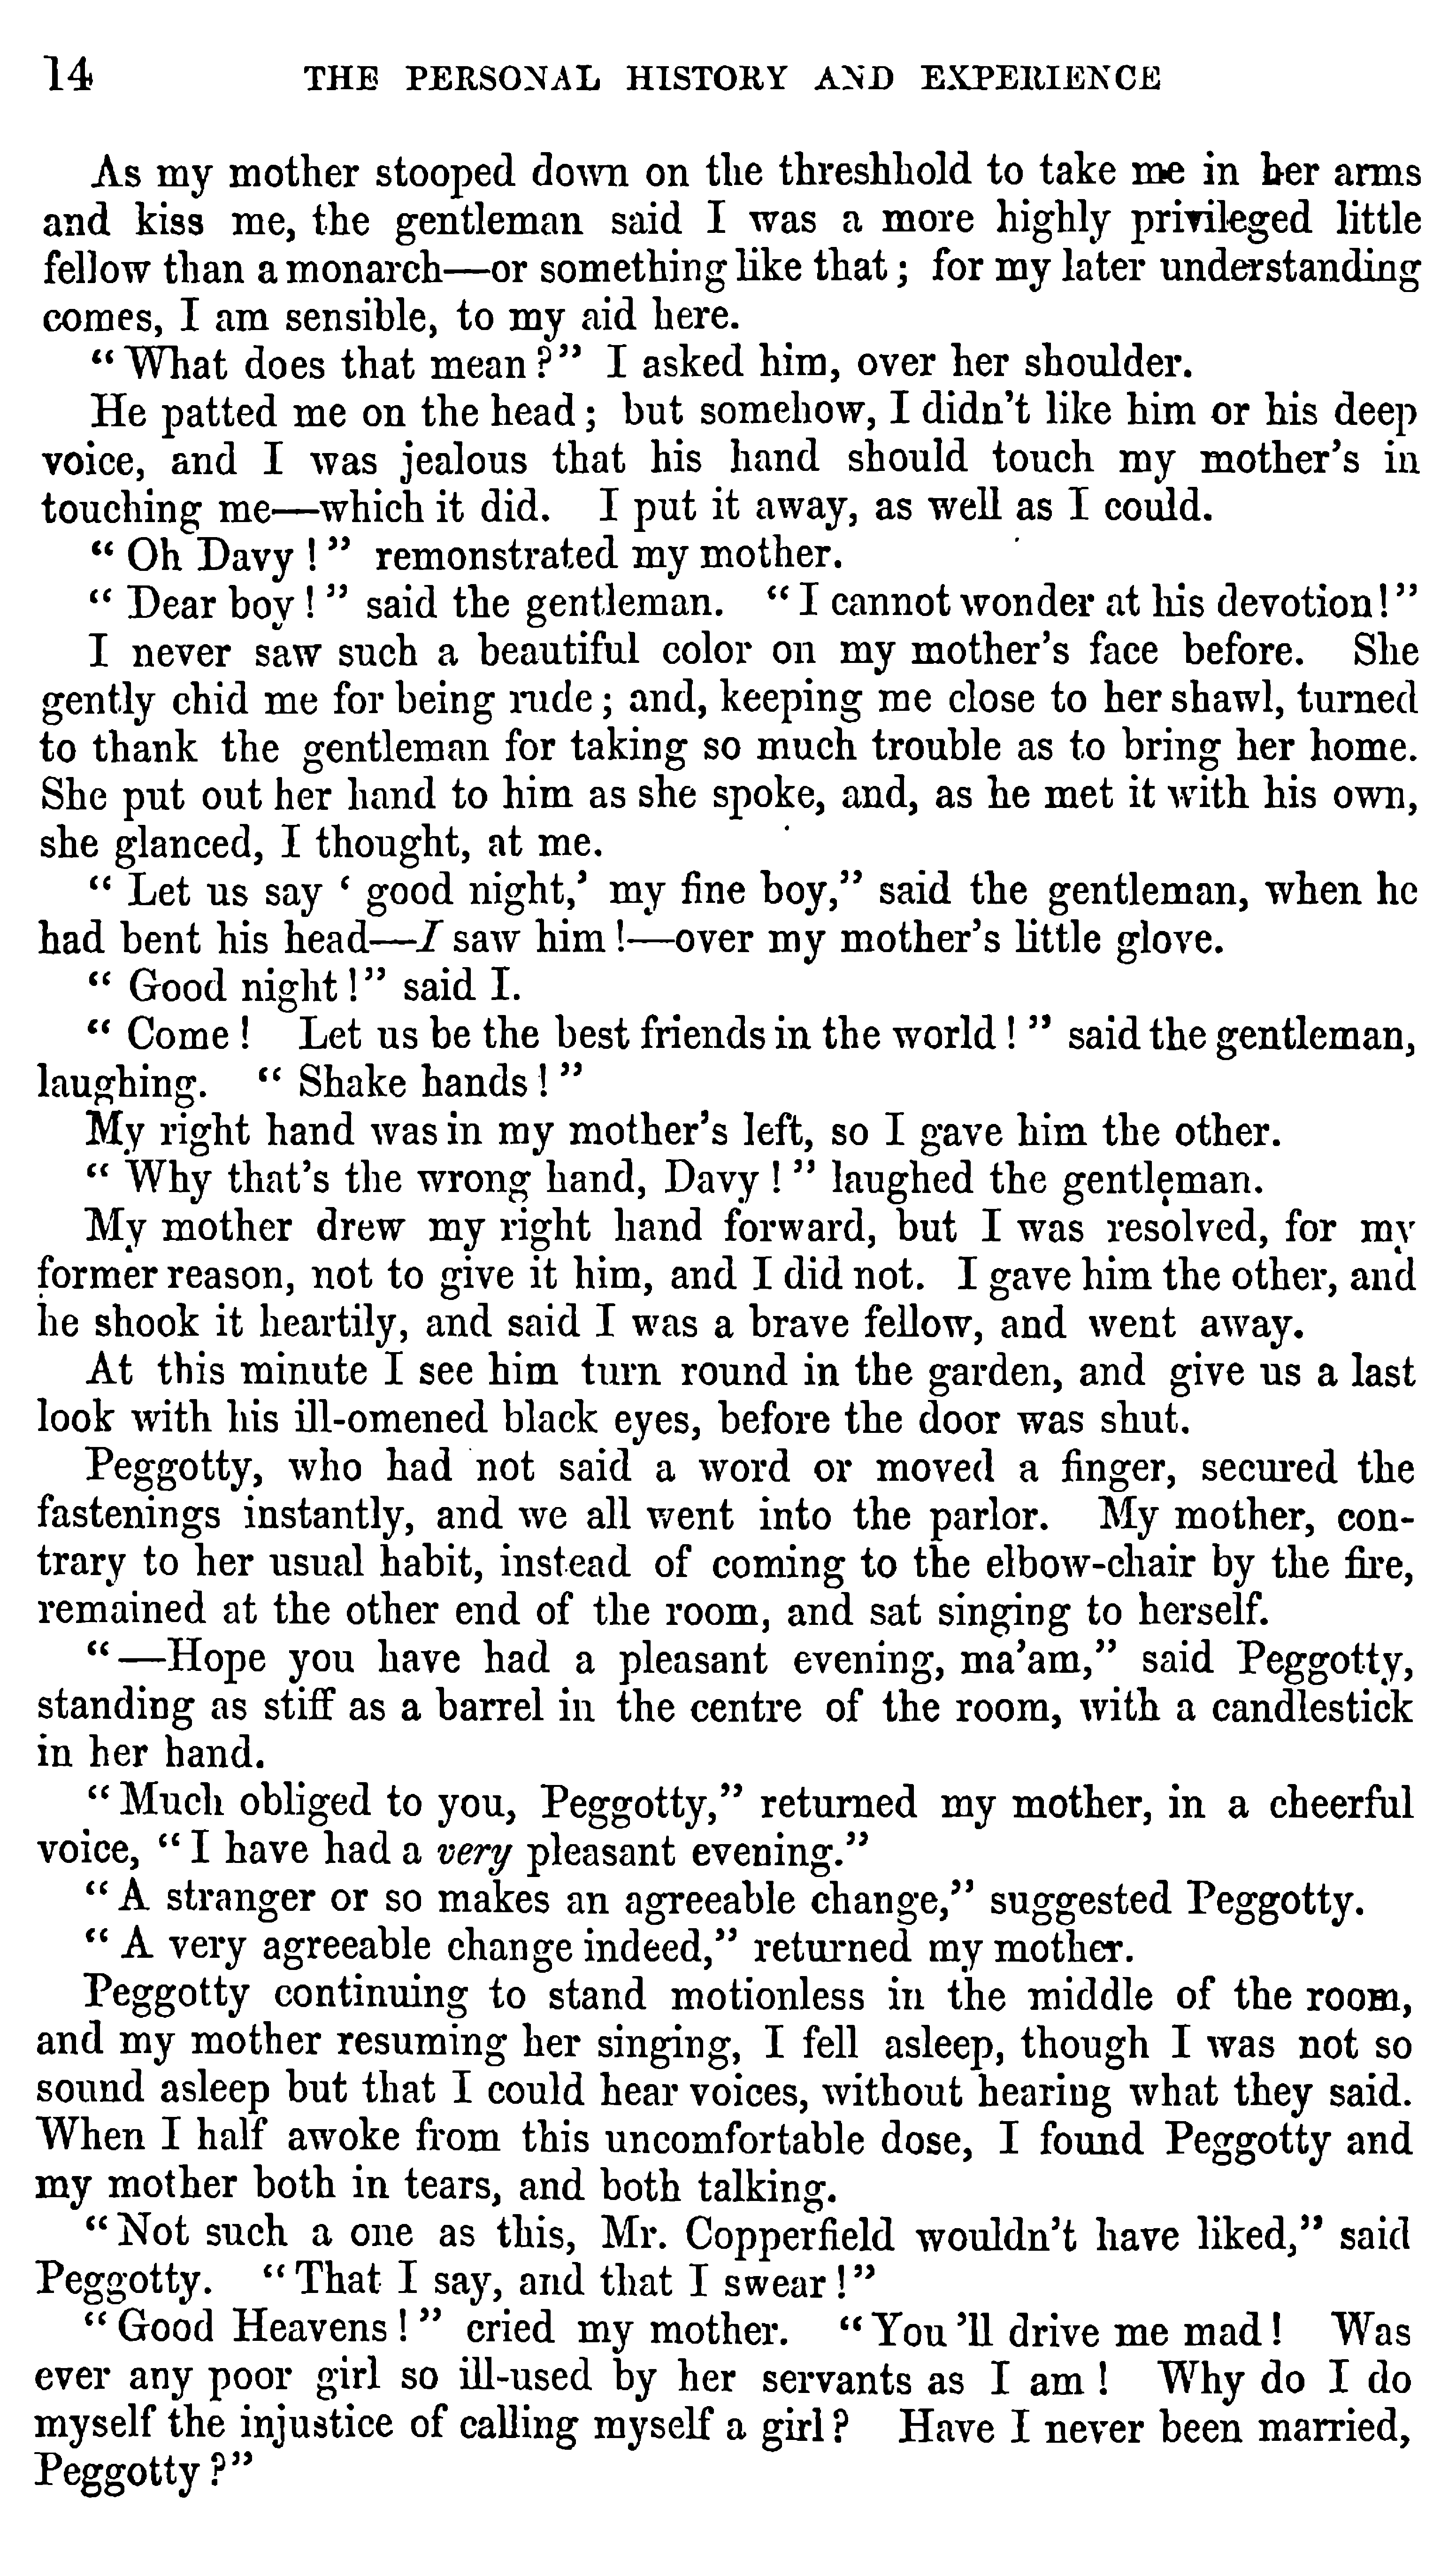 14 THE PERSONAL HISTORY AND EXPERIENCE
As my mother stooped down on the threshhold to take me in her arms
and kiss me, the gentleman said I was a more highly privileged little
fellow than a monarch—or something like that; for my later understanding
comes, I am sensible, to my aid here.
"What does that mean?" I asked him, over her shoulder.
He patted me on the head; but somehow, I didn't like him or his deep
voice, and I was jealous that his hand should touch my mother's in
touching me—which it did. I put it away, as well as I could.
"Oh Davy!" remonstrated my mother.
"Dear boy!" said the gentleman. "I cannot wonder at his devotion!"
I never saw such a beautiful color on my mother's face before. She
gently chid me for being rude; and, keeping me close to her shawl, turned
to thank the gentleman for taking so much trouble as to bring her home.
She put out her hand to him as she spoke, and, as he met it with his own,
she glanced, I thought, at me.
"Let us say 'good night,' my fine boy," said the gentleman, when he
had bent his head—I saw him!—over my mother's little glove.
"Good night!" said I.
"Come! Let us be the best friends in the world!" said the gentleman,
laughing. "Shake hands!"
My right hand was in my mother's left, so I gave him the other.
"Why that's the wrong hand, Davy!" laughed the gentleman.
My mother drew my right hand forward, but I was resolved, for my
former reason, not to give it him, and I did not. I gave him the other, and
he shook it heartily, and said I was a brave fellow, and went away.
At this minute I see him turn round in the garden, and give us a last
look with his ill-omened black eyes, before the door was shut.
Peggotty, who had not said a word or moved a finger, secured the
fastenings instantly, and we all went into the parlor. My mother, con-
trary to her usual habit, instead of coming to the elbow-chair by the fire,
remained at the other end of the room, and sat singing to herself.
"—Hope you have had a pleasant evening, ma'am," said Peggotty,
standing as stiff as a barrel in the centre of the room, with a candlestick
in her hand.
"Much obliged to you, Peggotty," returned my mother, in a cheerful
voice, "I have had a very pleasant evening."
"A stranger or so makes an agreeable change," suggested Peggotty.
"A very agreeable change indeed," returned my mother.
Peggotty continuing to stand motionless in the middle of the room,
and my mother resuming her singing, I fell asleep, though I was not so
sound asleep but that I could hear voices, without hearing what they said.
When I half awoke from this uncomfortable dose, I found Peggotty and
my mother both in tears, and both talking.
"Not such a one as this, Mr. Copperfield wouldn't have liked," said
Peggotty. "That I say, and that I swear!"
"Good Heavens!" cried my mother. "You'll drive me mad! Was
ever any poor girl so ill-used by her servants as I am! Why do I do
myself the injustice of calling myself a girl? Have I never been married,
Peggotty?"